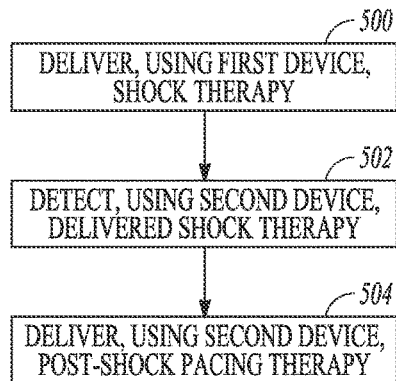 500
DELIVER, USING FIRST DEVICE,
SHOCK THERAPY
502
DETECT, USING SECOND DEVICE,
DELIVERED SHOCK THERAPY
504
DELIVER, USING SECOND DEVICE,
POST-SHOCK PACING THERAPY